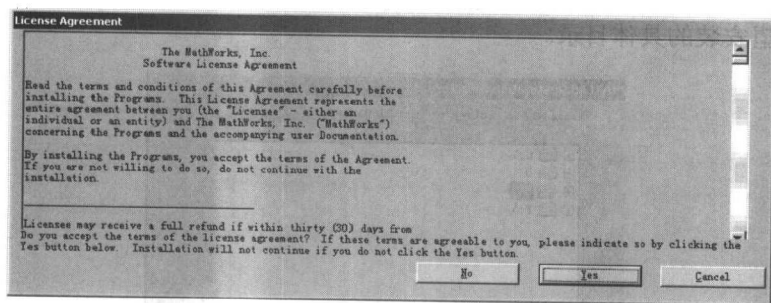 License Agreement
The MathWorks, Inc.
Software License Agreement
Read the terms and conditions of this Agreement carefully before
installing the Programs. This License Agreement represents the
entire agreement between you (the "Licensee" - either an
individual or an entity) and The MathWorks, Inc. ("MathWorks")
concerning the Programs and the accompanying user Documentation.
By installing the Programs, you accept the terms of the Agreement.
If you are not willing to do so, do not continue with the
installation.
Licensee may receive a full refund if within thirty (30) days from
Do you accept the terms of the license agreement? If these terms are agreeable to you, please indicate so by clicking the
Yes button below. Installation will not continue if you do not click the Yes button.
No Yes Cancel